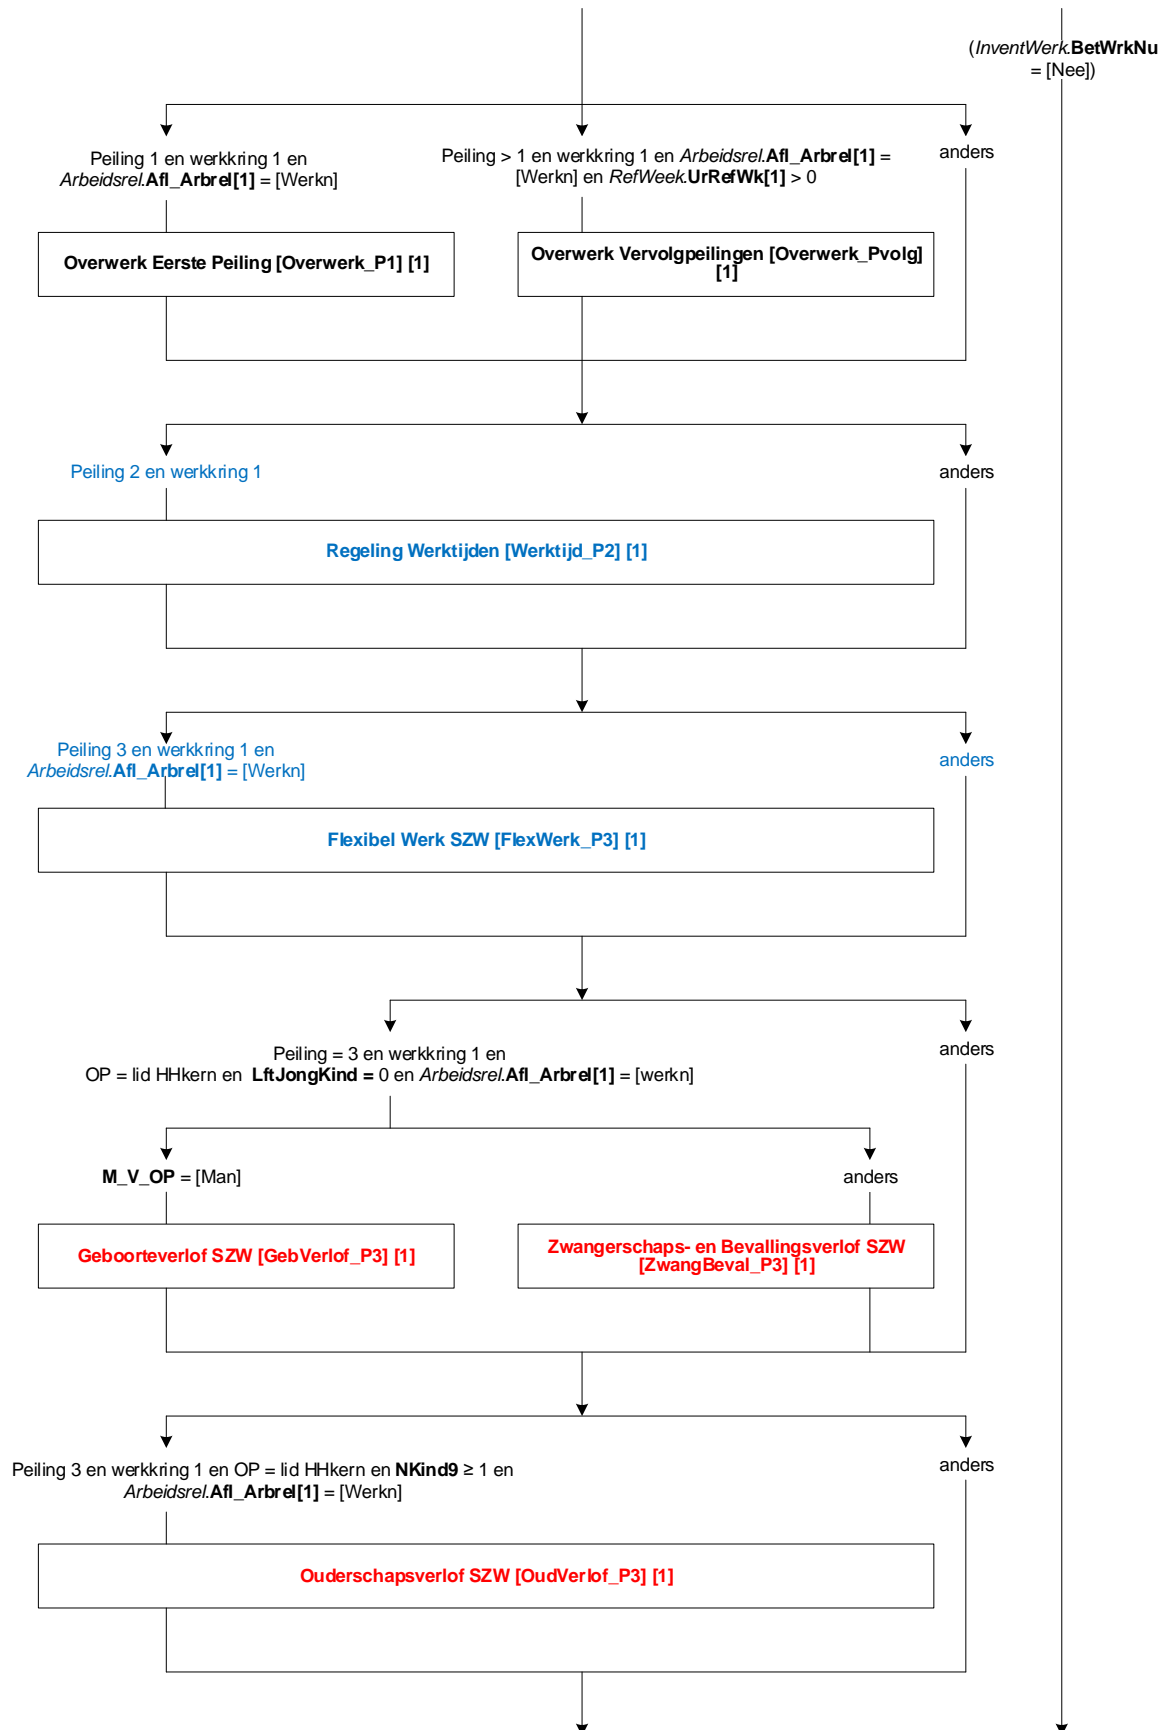 (InventWerk.BetWrkNu
= [Nee])
Peiling 1 en werkkring 1 en
Arbeidsrel.Afl_Arbrel[1] = [Werkn]
Peiling > 1 en werkkring 1 en Arbeidsrel.Afl_Arbrel[1] =
[Werkn] en RefWeek.UrRefWk[1] > 0
anders
Overwerk Eerste Peiling [Overwerk_P1] [1]
Overwerk Vervolgpeilingen [Overwerk_Pvolg]
[1]
Peiling 2 en werkkring 1
anders
Regeling Werktijden [Werktijd_P2] [1]
Peiling 3 en werkkring 1 en
Arbeidsrel.Afl_Arbrel[1] = [Werkn]
anders
Flexibel Werk SZW [FlexWerk_P3] [1]
Peiling = 3 en werkkring 1 en
OP = lid HHkern en LftJongKind = 0 en Arbeidsrel.Afl_Arbrel[1] = [werkn]
anders
M_V_OP = [Man]
anders
Geboorteverlof SZW [GebVerlof_P3] [1]
Zwangerschaps- en Bevallingsverlof SZW
[ZwangBeval_P3] [1]
Peiling 3 en werkkring 1 en OP = lid HHkern en NKind9 ≥ 1 en
Arbeidsrel.Afl_Arbrel[1] = [Werkn]
anders
Ouderschapsverlof SZW [OudVerlof_P3] [1]